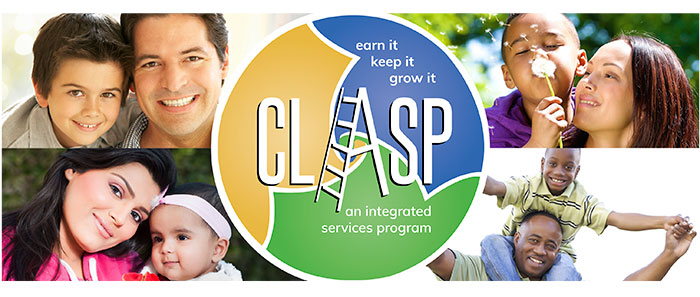 earn it
keep it
grow it
CLASP
an integrated
services program